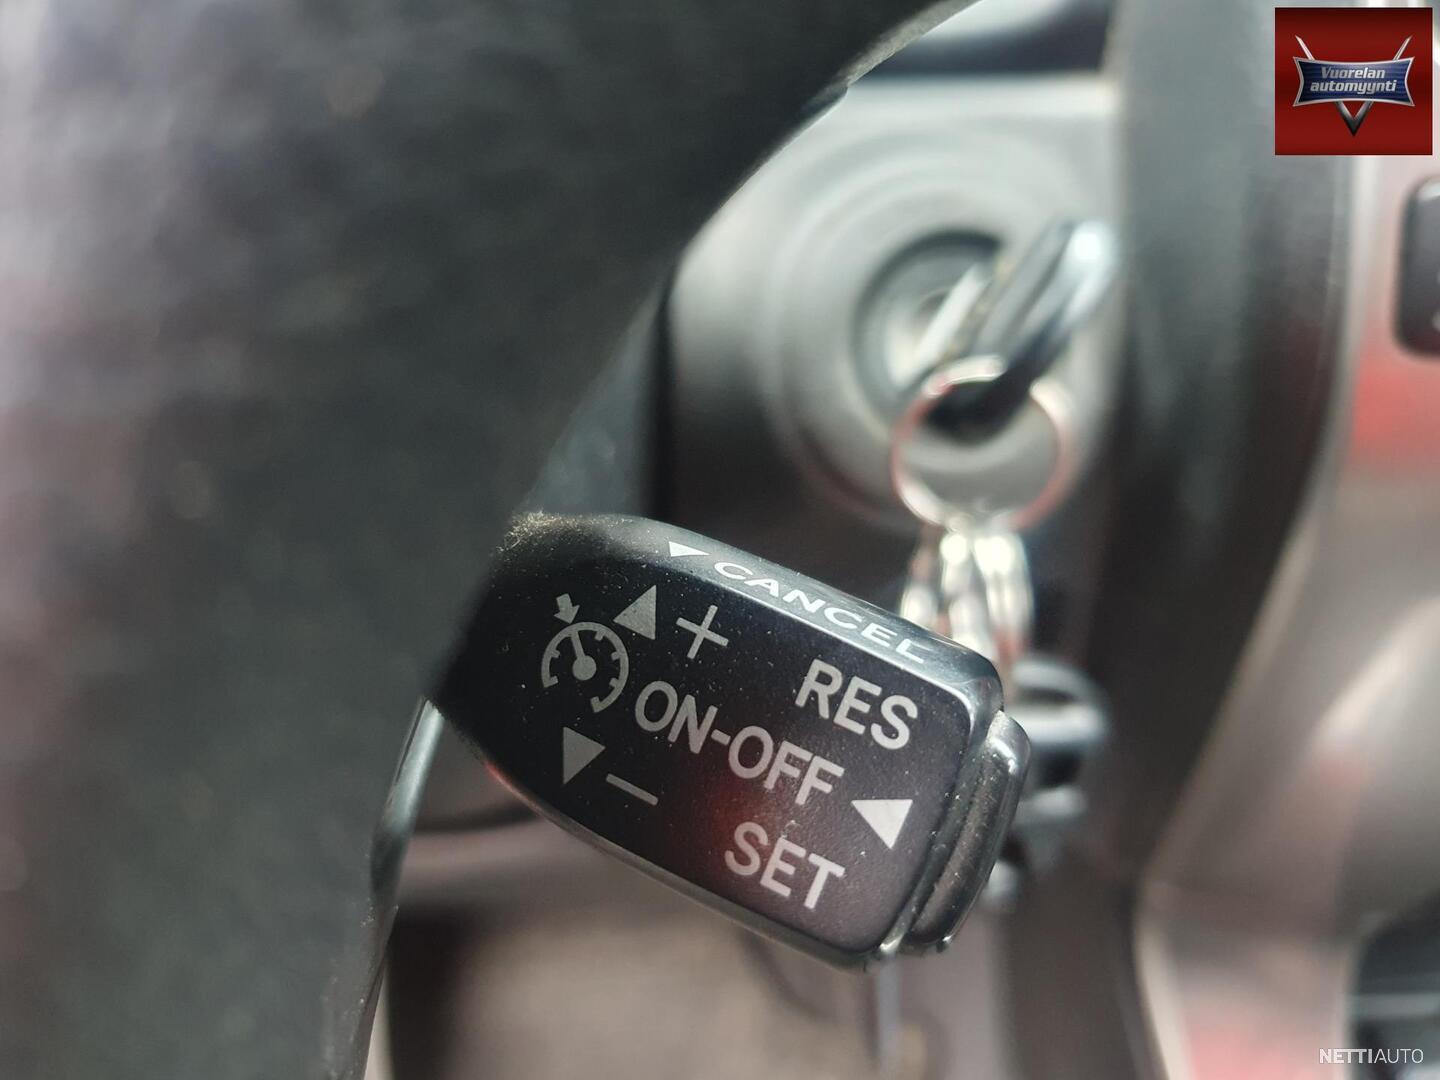 Vuorelan
automyynti
CANCEL
+ RES
ON-OFF
− SET
NETTIAUTO